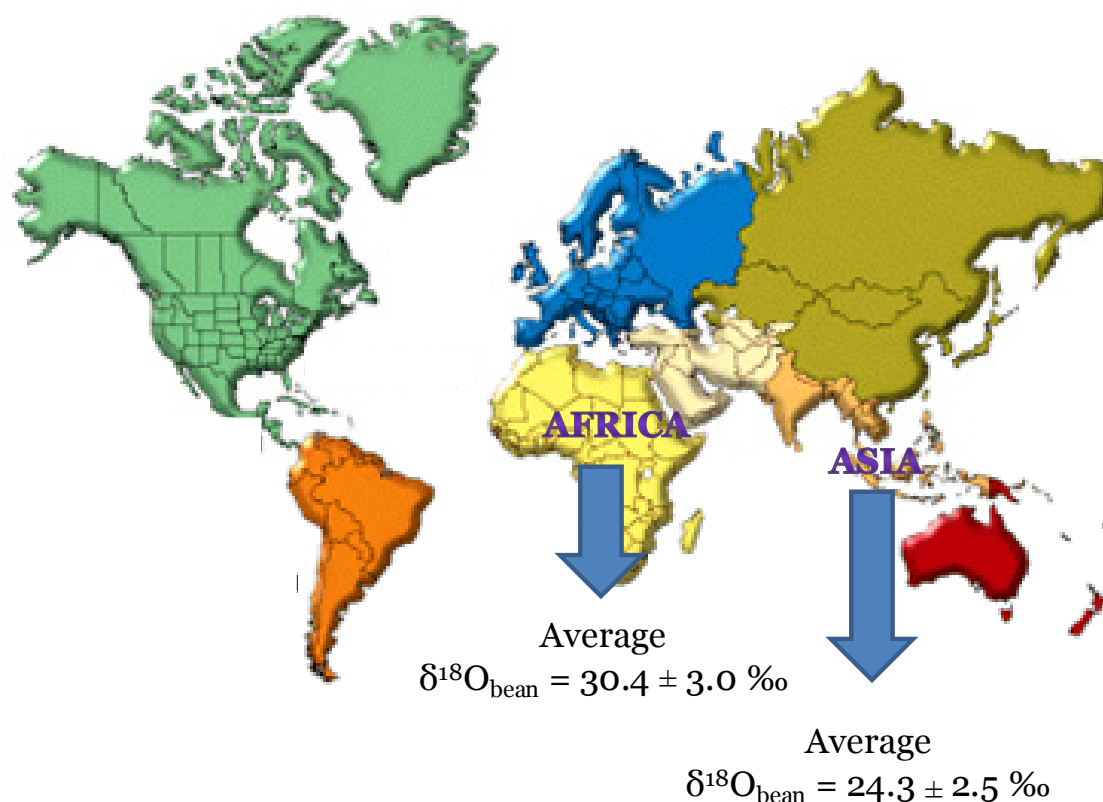 AFRICA
ASIA
Average
δ¹⁸O_bean = 30.4 ± 3.0 ‰
Average
δ¹⁸O_bean = 24.3 ± 2.5 ‰